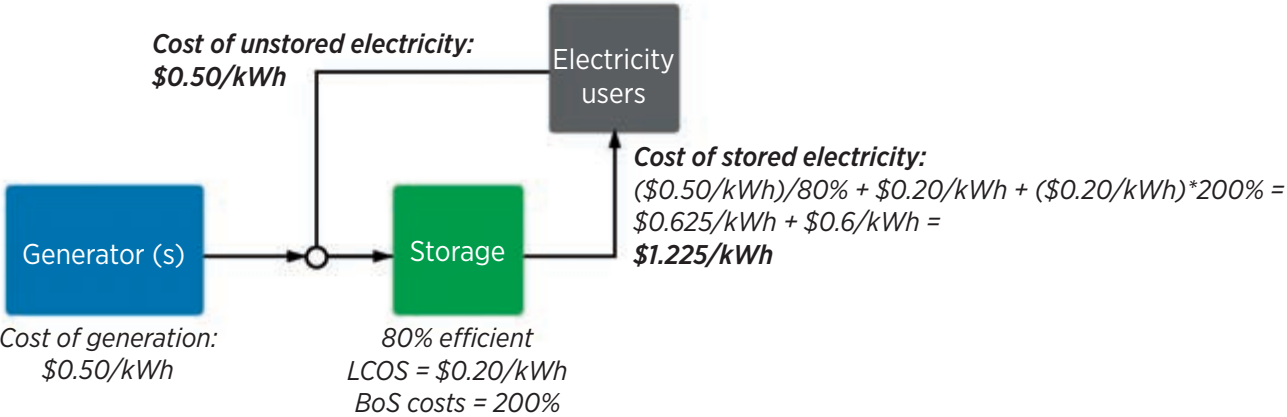 Cost of unstored electricity:
$0.50/kWh
Electricity
users
Cost of stored electricity:
($0.50/kWh)/80% + $0.20/kWh + ($0.20/kWh)*200% =
$0.625/kWh + $0.6/kWh =
$1.225/kWh
Generator (s)
Storage
Cost of generation:
$0.50/kWh
80% efficient
LCOS = $0.20/kWh
BoS costs = 200%